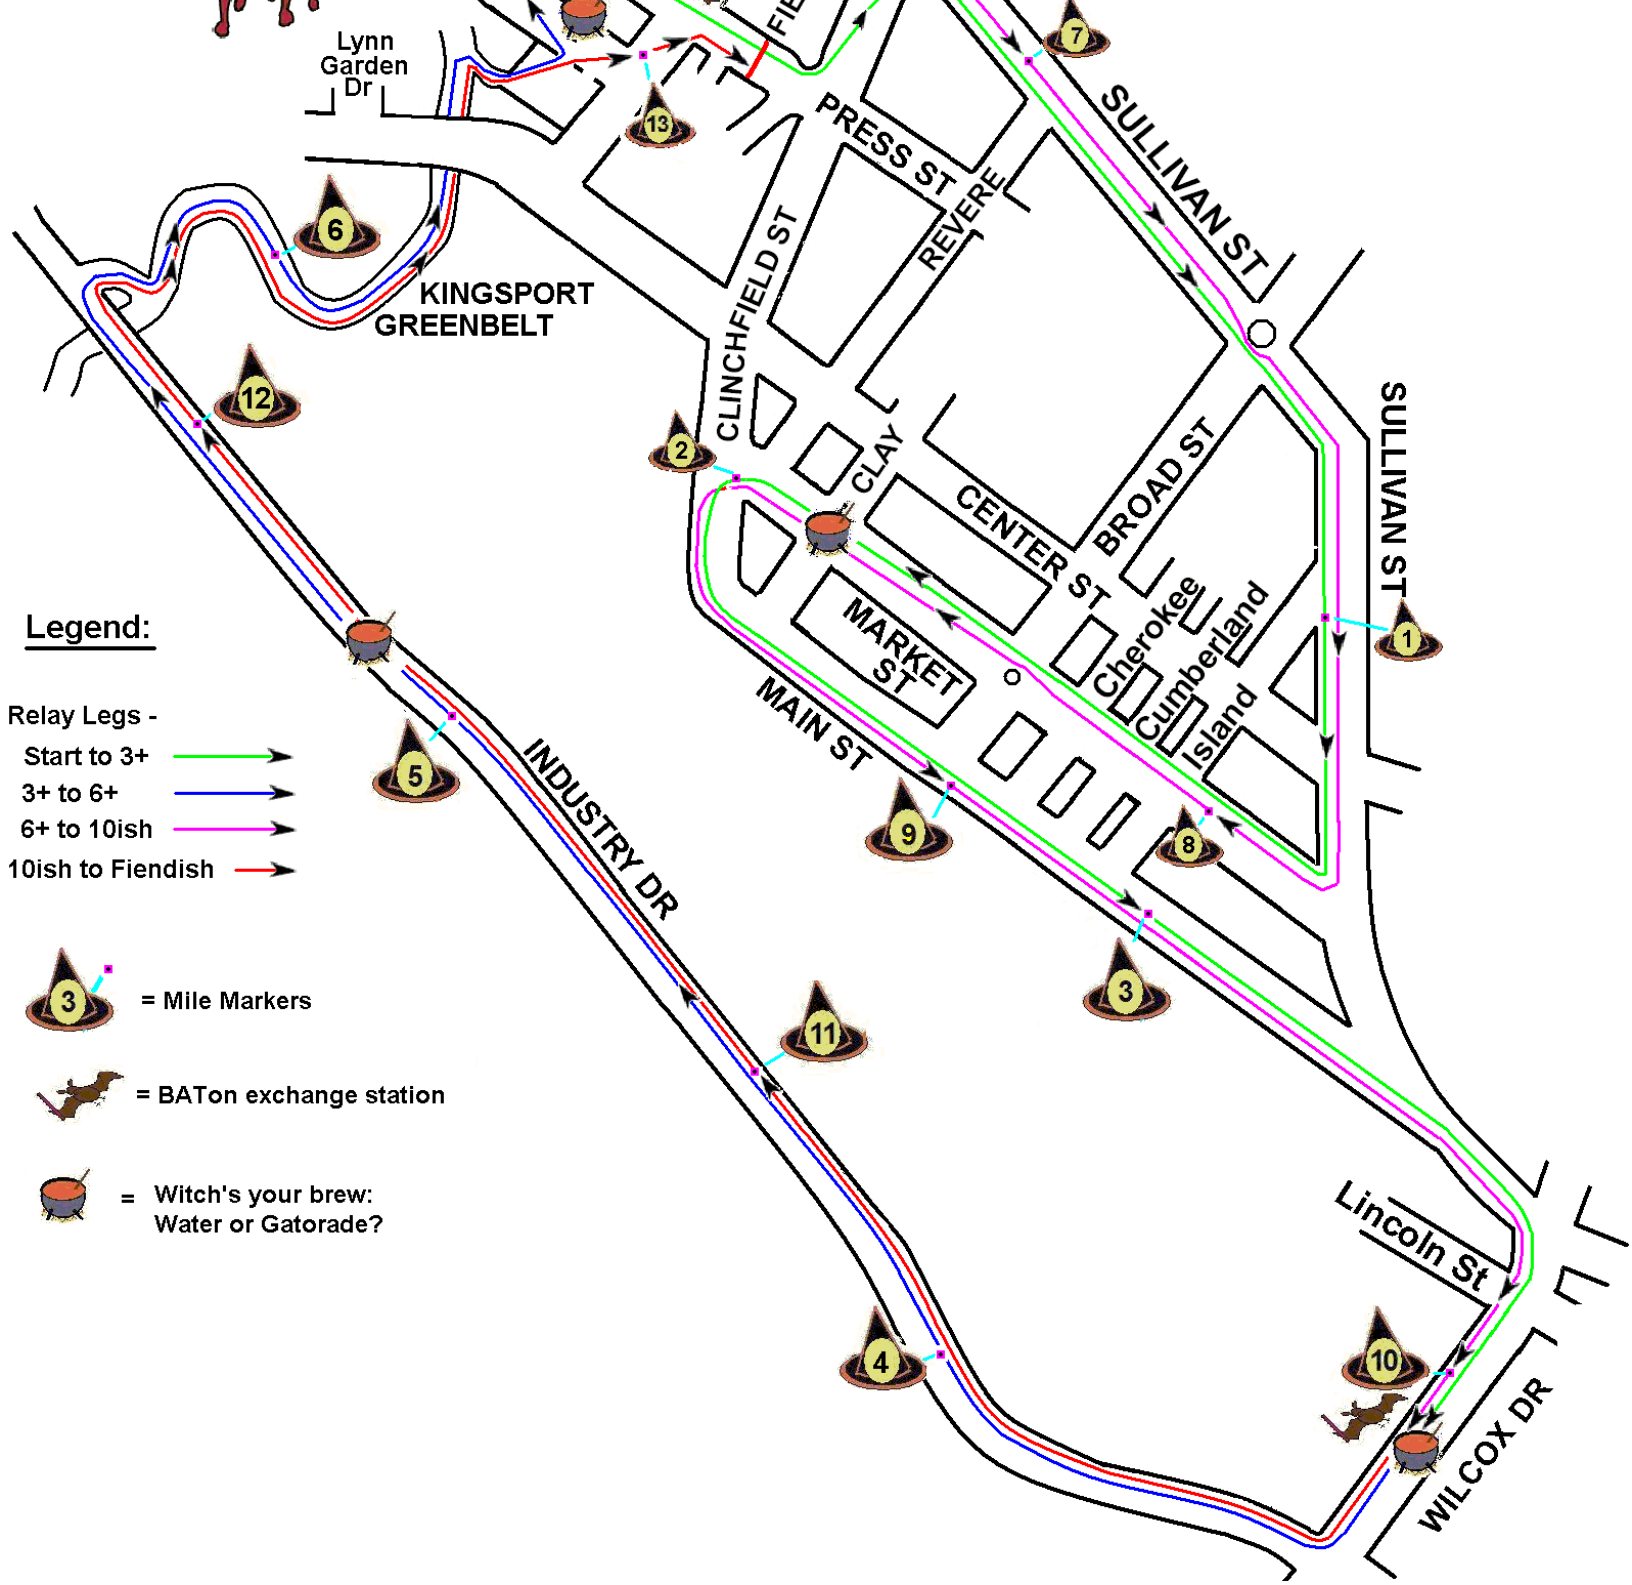 Lynn
Garden
Dr
FIE
7
13
PRESS ST
SULLIVAN ST
REVERE
6
KINGSPORT
GREENBELT
CLINCHFIELD ST
12
2
CLAY
CENTER ST
BROAD ST
SULLIVAN ST
Cherokee
Cumberland
Island
1
MARKET
ST
MAIN ST
8
9
3
5
INDUSTRY DR
11
4
Lincoln St
10
WILCOX DR
Legend:
Relay Legs -
Start to 3+
3+ to 6+
6+ to 10ish
10ish to Fiendish
3
= Mile Markers
= BATon exchange station
= Witch's your brew:
Water or Gatorade?